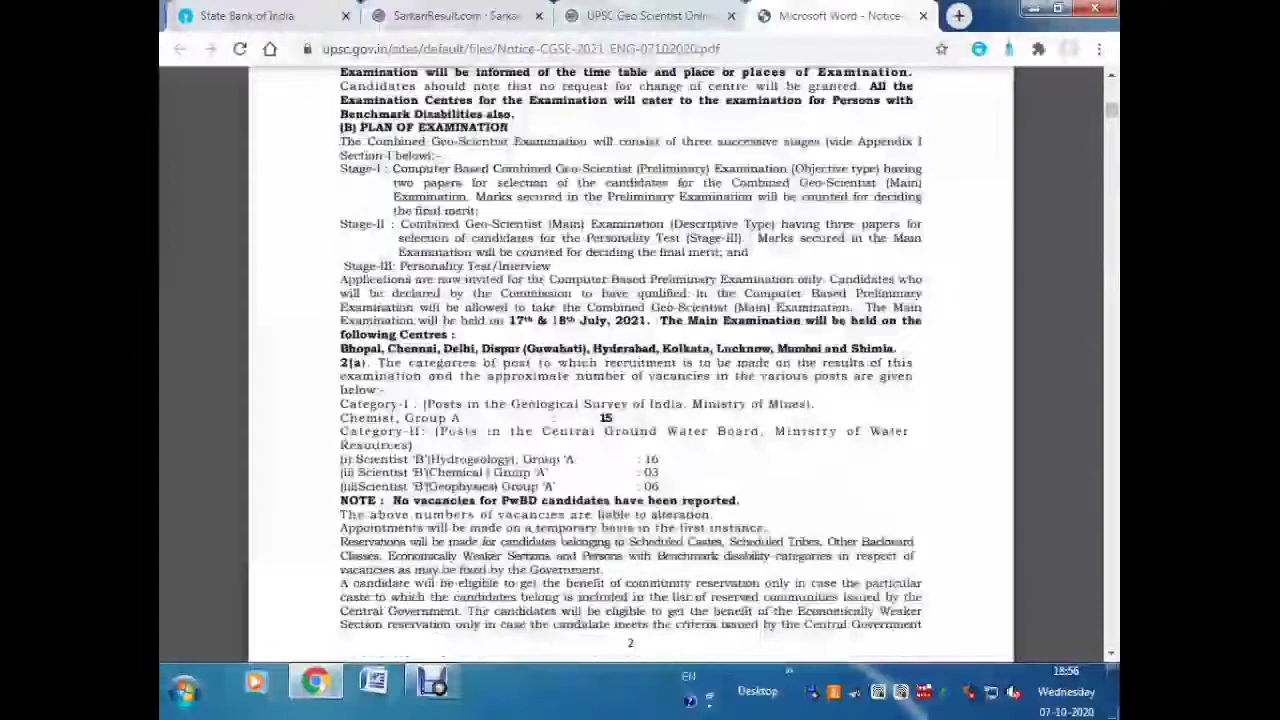 State Bank of India
SarkariResult.com : Sarkar
UPSC Geo Scientist Onlin
Microsoft Word - Notice-
upsc.gov.in/sites/default/files/Notice-CGSE-2021_ENG-07102020.pdf
Examination will be informed of the time table and place or places of Examination.
Candidates should note that no request for change of centre will be granted. All the
Examination Centres for the Examination will cater to the examination for Persons with
Benchmark Disabilities also.
(B) PLAN OF EXAMINATION
The Combined Geo-Scientist Examination will consist of three successive stages (vide Appendix I
Section-I below:-
Stage-I : Computer Based Combined Geo-Scientist (Preliminary) Examination (Objective type) having
two papers for selection of the candidates for the Combined Geo-Scientist (Main)
Examination. Marks secured in the Preliminary Examination will be counted for deciding
the final merit;
Stage-II : Combined Geo-Scientist (Main) Examination (Descriptive Type) having three papers for
selection of candidates for the Personality Test (Stage-III). Marks secured in the Main
Examination will be counted for deciding the final merit; and
Stage-III: Personality Test/Interview
Applications are now invited for the Computer Based Preliminary Examination only. Candidates who
will be declared by the Commission to have qualified in the Computer Based Preliminary
Examination will be allowed to take the Combined Geo-Scientist (Main) Examination. The Main
Examination will be held on 17th & 18th July, 2021. The Main Examination will be held on the
following Centres :
Bhopal, Chennai, Delhi, Dispur (Guwahati), Hyderabad, Kolkata, Lucknow, Mumbai and Shimla.
2(a). The categories of post to which recruitment is to be made on the results of this
examination and the approximate number of vacancies in the various posts are given
below:-
Category-I : (Posts in the Geological Survey of India, Ministry of Mines).
Chemist, Group A : 15
Category-II: (Posts in the Central Ground Water Board, Ministry of Water
Resources)
(i) Scientist 'B'(Hydrogeology), Group 'A : 16
(ii) Scientist 'B'(Chemical ) Group 'A' : 03
(iii)Scientist 'B'(Geophysics) Group 'A' : 06
NOTE : No vacancies for PwBD candidates have been reported.
The above numbers of vacancies are liable to alteration.
Appointments will be made on a temporary basis in the first instance.
Reservations will be made for candidates belonging to Scheduled Castes, Scheduled Tribes, Other Backward
Classes, Economically Weaker Sections and Persons with Benchmark disability categories in respect of
vacancies as may be fixed by the Government.
A candidate will be eligible to get the benefit of community reservation only in case the particular
caste to which the candidates belong is included in the list of reserved communities issued by the
Central Government. The candidates will be eligible to get the benefit of the Economically Weaker
Section reservation only in case the candidate meets the criteria issued by the Central Government
2
EN
Desktop
18:56
Wednesday
07-10-2020